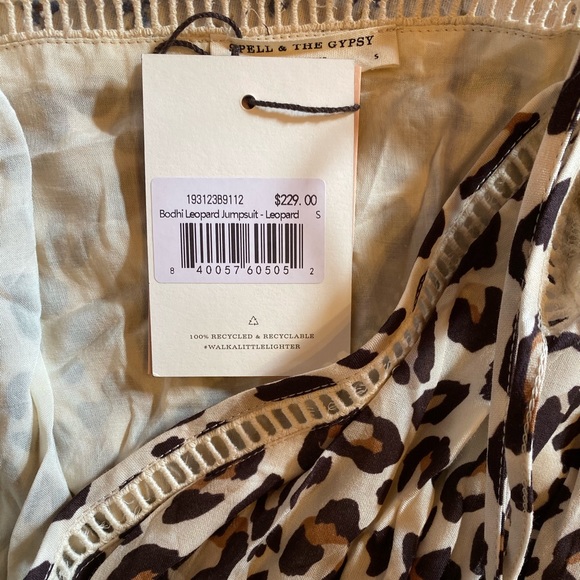 SPELL & THE GYPSY
S
193123B9112 $229.00
Bodhi Leopard Jumpsuit - Leopard S
8 40057 60505 2
100% RECYCLED & RECYCLABLE
#WALKALITTLELIGHTER